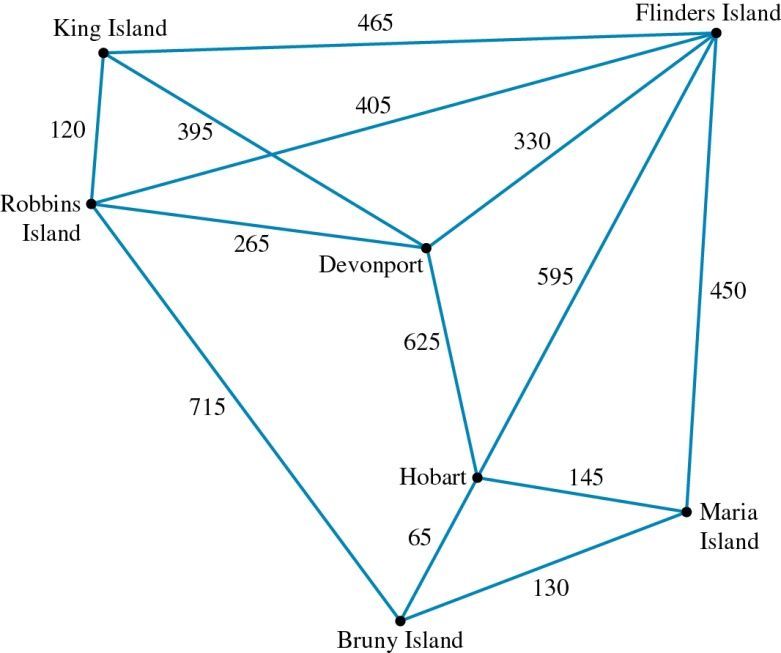 Flinders Island
465
King Island
405
120
395
330
Robbins
Island
265
Devonport
595
450
625
715
Hobart
145
Maria
Island
65
130
Bruny Island